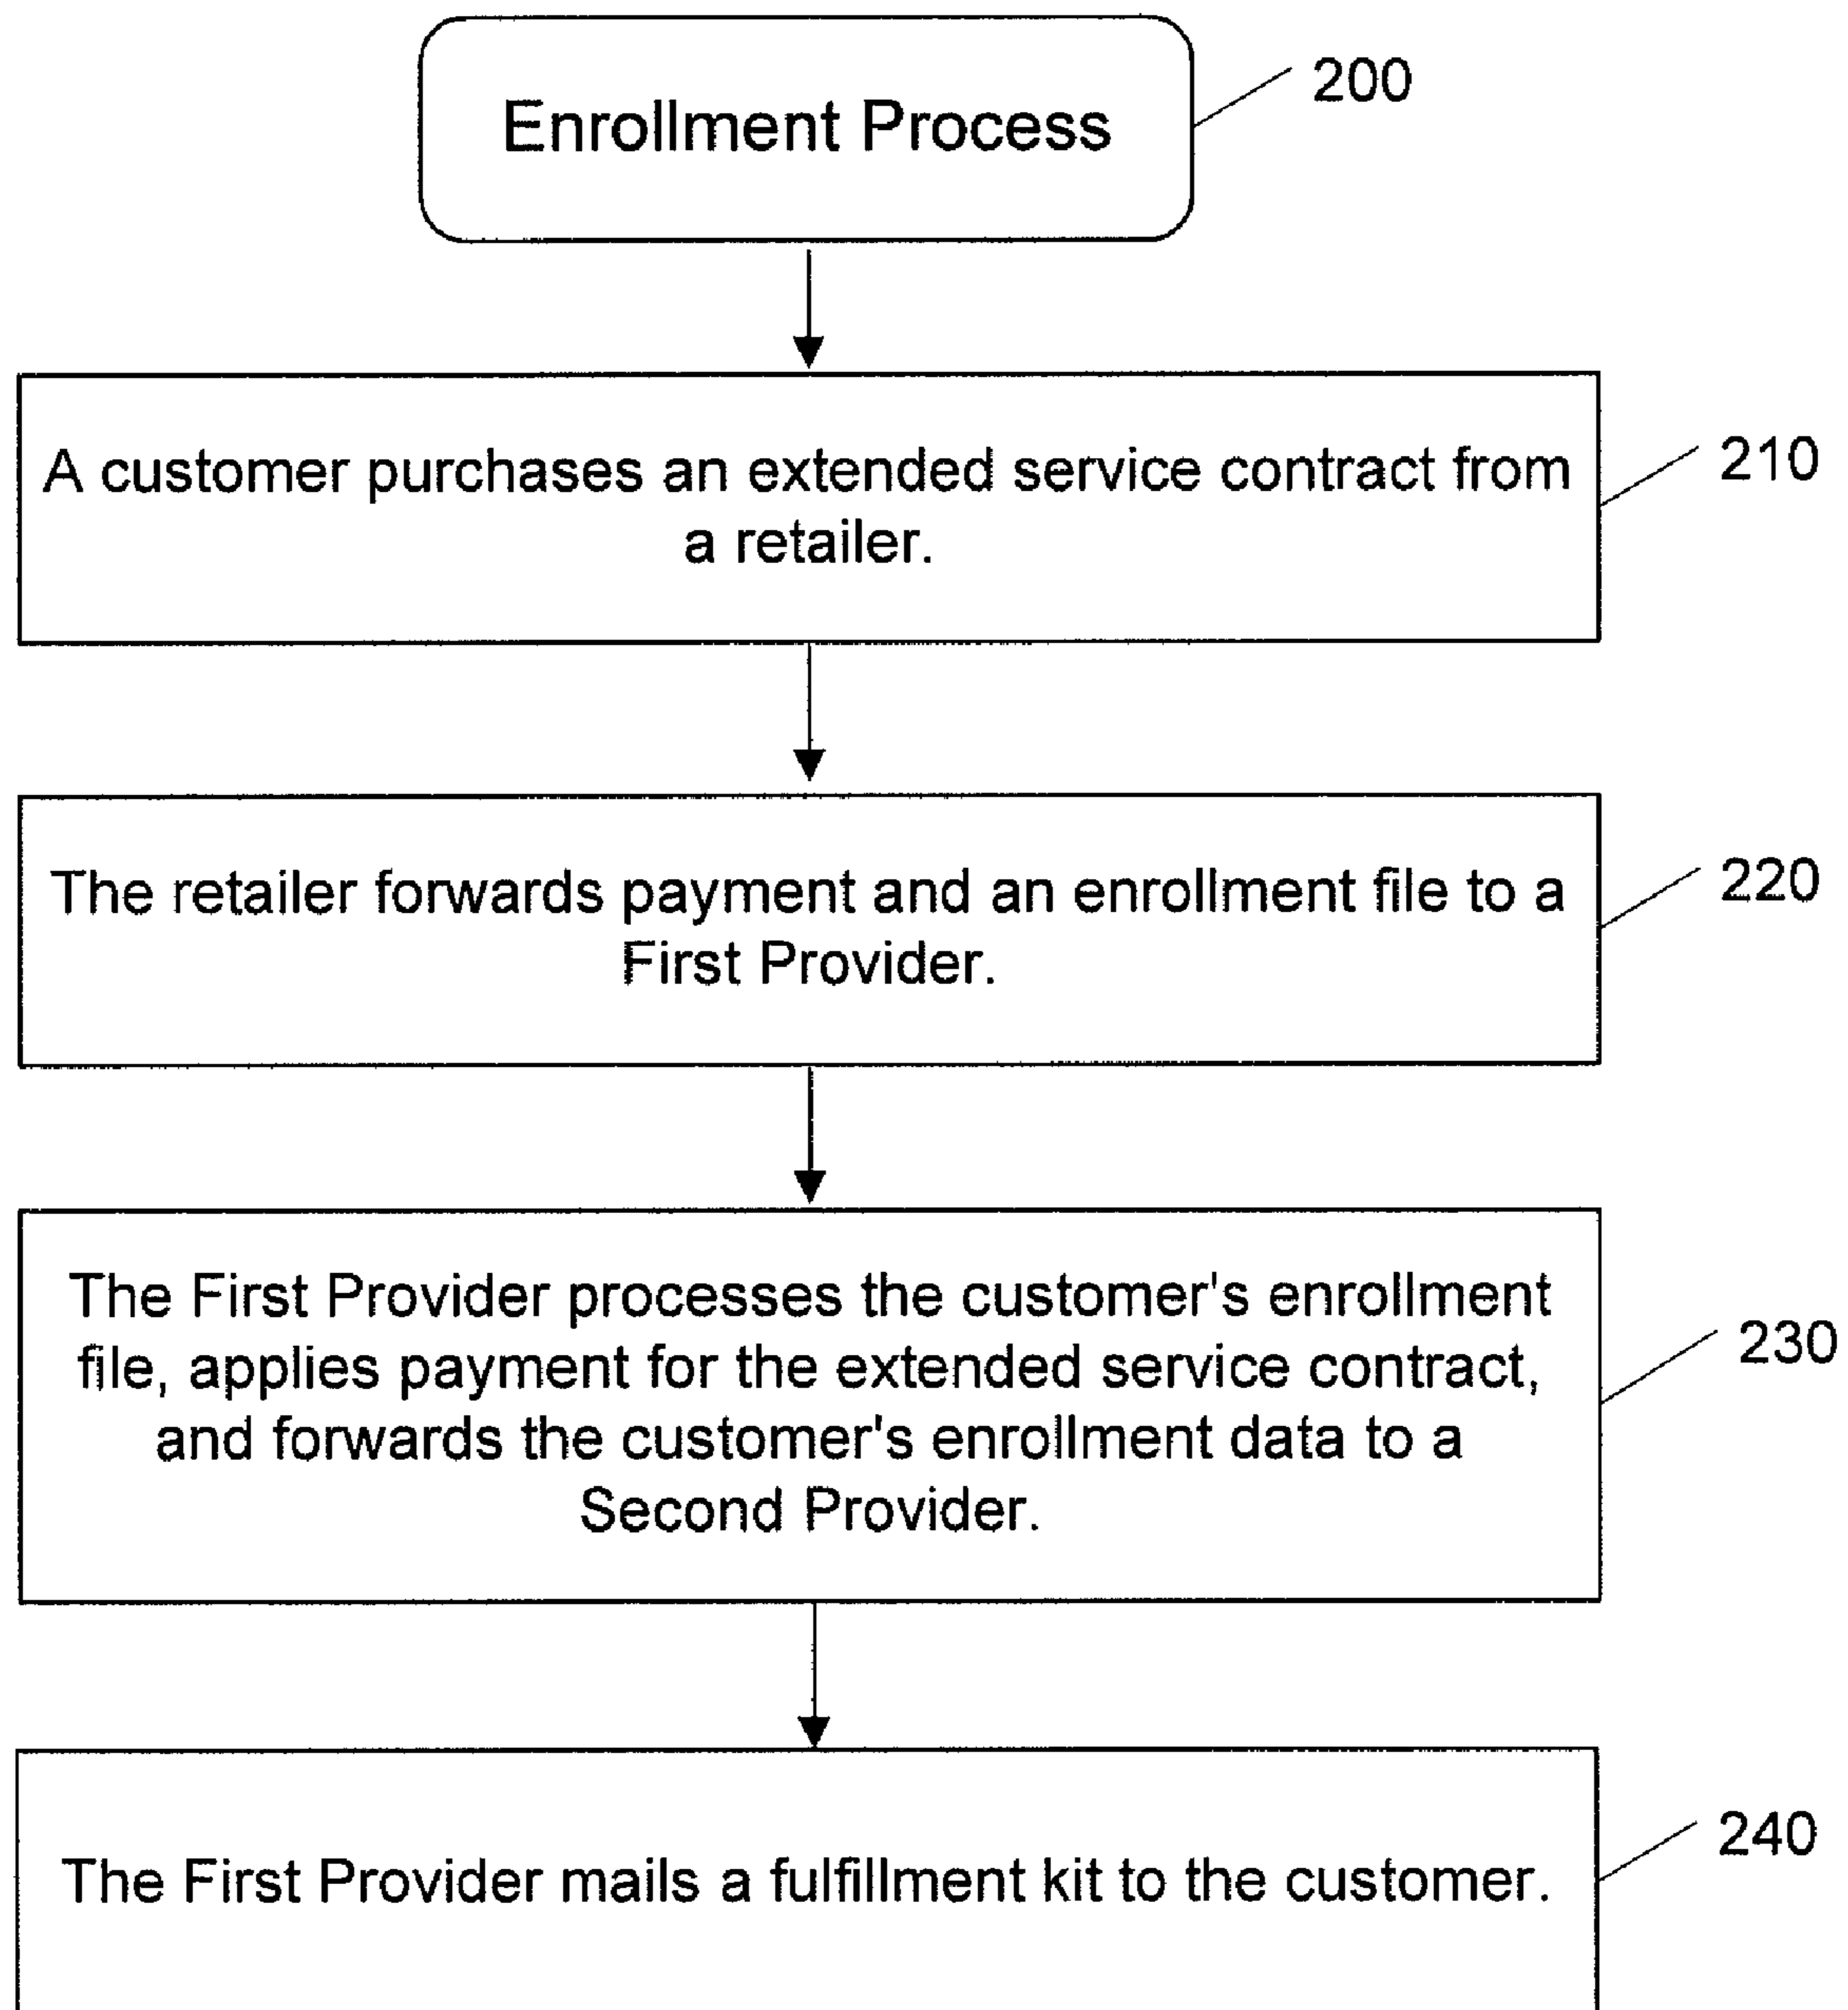 Enrollment Process
200
A customer purchases an extended service contract from
a retailer.
210
The retailer forwards payment and an enrollment file to a
First Provider.
220
The First Provider processes the customer's enrollment
file, applies payment for the extended service contract,
and forwards the customer's enrollment data to a
Second Provider.
230
The First Provider mails a fulfillment kit to the customer.
240